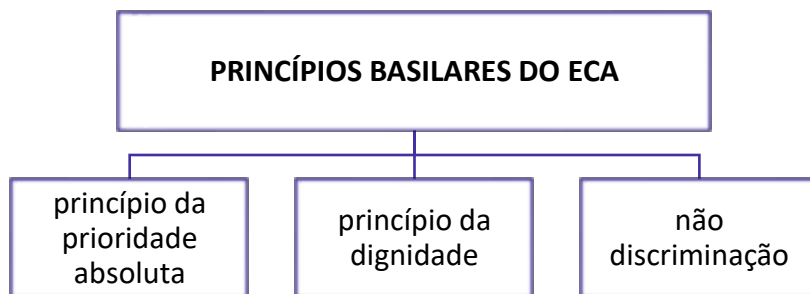 PRINCÍPIOS BASILARES DO ECA
princípio da
prioridade
absoluta
princípio da
dignidade
não
discriminação